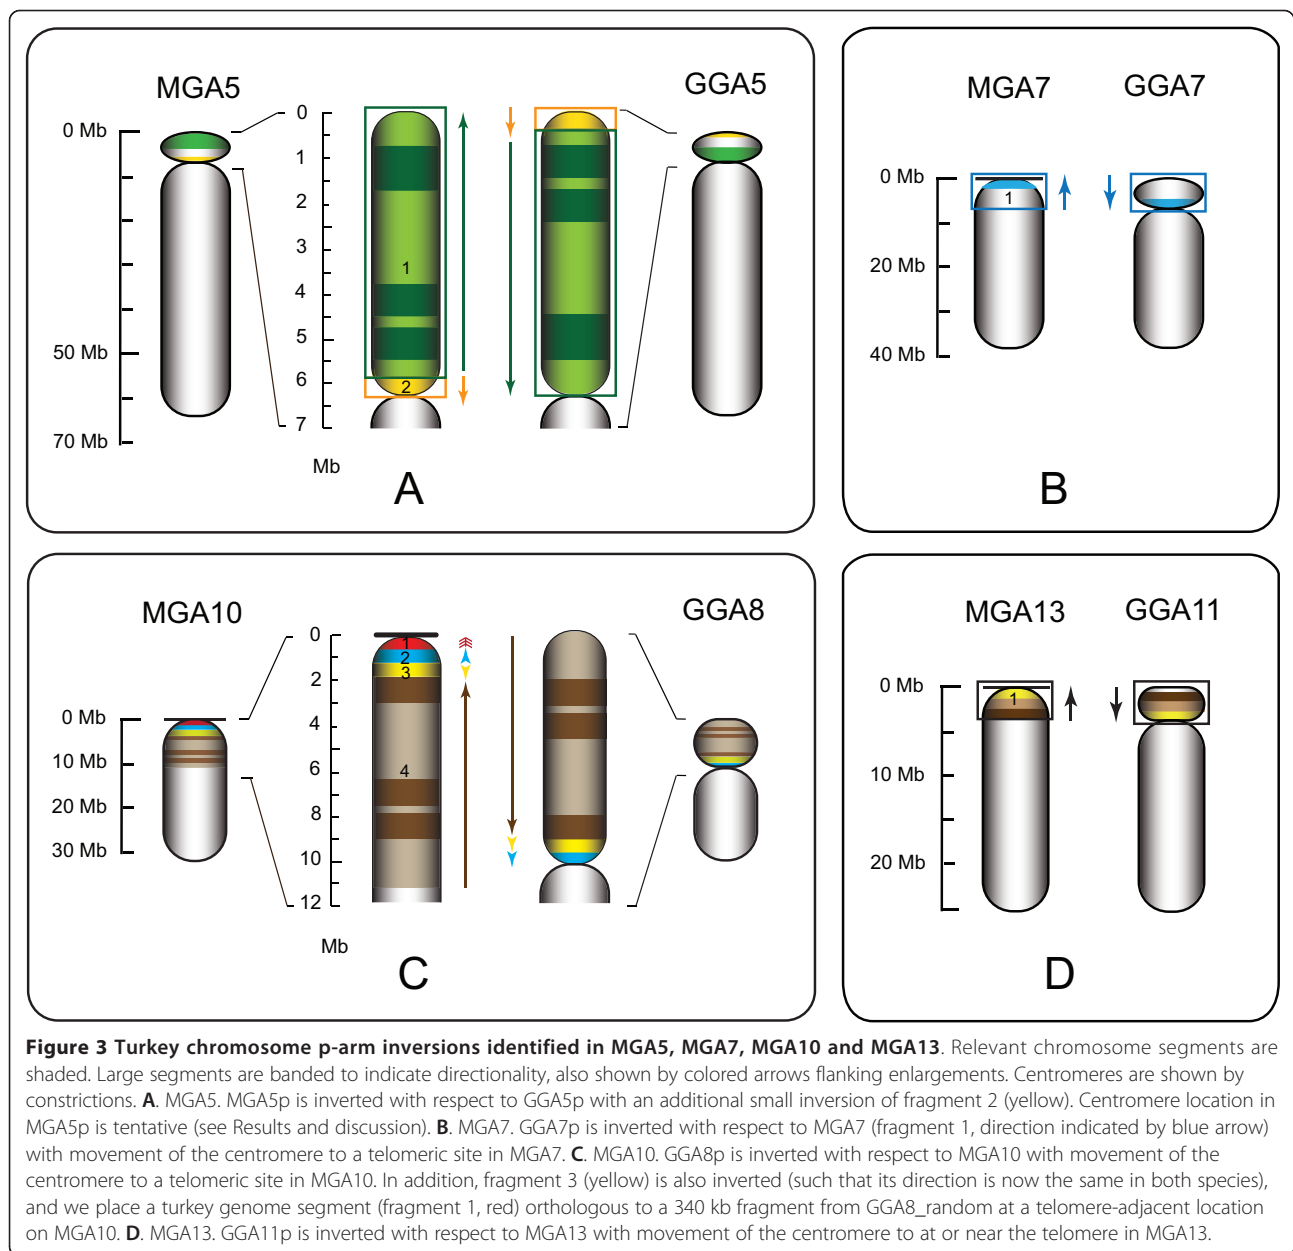 MGA5
GGA5
0 Mb
50 Mb
70 Mb
0
1
2
3
4
5
6
7
Mb
1
2
A
MGA7
GGA7
0 Mb
20 Mb
40 Mb
1
B
MGA10
GGA8
0 Mb
10 Mb
20 Mb
30 Mb
0
2
4
6
8
10
12
Mb
1
2
3
4
C
MGA13
GGA11
0 Mb
10 Mb
20 Mb
1
D
Figure 3 Turkey chromosome p-arm inversions identified in MGA5, MGA7, MGA10 and MGA13. Relevant chromosome segments are
shaded. Large segments are banded to indicate directionality, also shown by colored arrows flanking enlargements. Centromeres are shown by
constrictions. A. MGA5. MGA5p is inverted with respect to GGA5p with an additional small inversion of fragment 2 (yellow). Centromere location in
MGA5p is tentative (see Results and discussion). B. MGA7. GGA7p is inverted with respect to MGA7 (fragment 1, direction indicated by blue arrow)
with movement of the centromere to a telomeric site in MGA7. C. MGA10. GGA8p is inverted with respect to MGA10 with movement of the
centromere to a telomeric site in MGA10. In addition, fragment 3 (yellow) is also inverted (such that its direction is now the same in both species),
and we place a turkey genome segment (fragment 1, red) orthologous to a 340 kb fragment from GGA8_random at a telomere-adjacent location
on MGA10. D. MGA13. GGA11p is inverted with respect to MGA13 with movement of the centromere to at or near the telomere in MGA13.